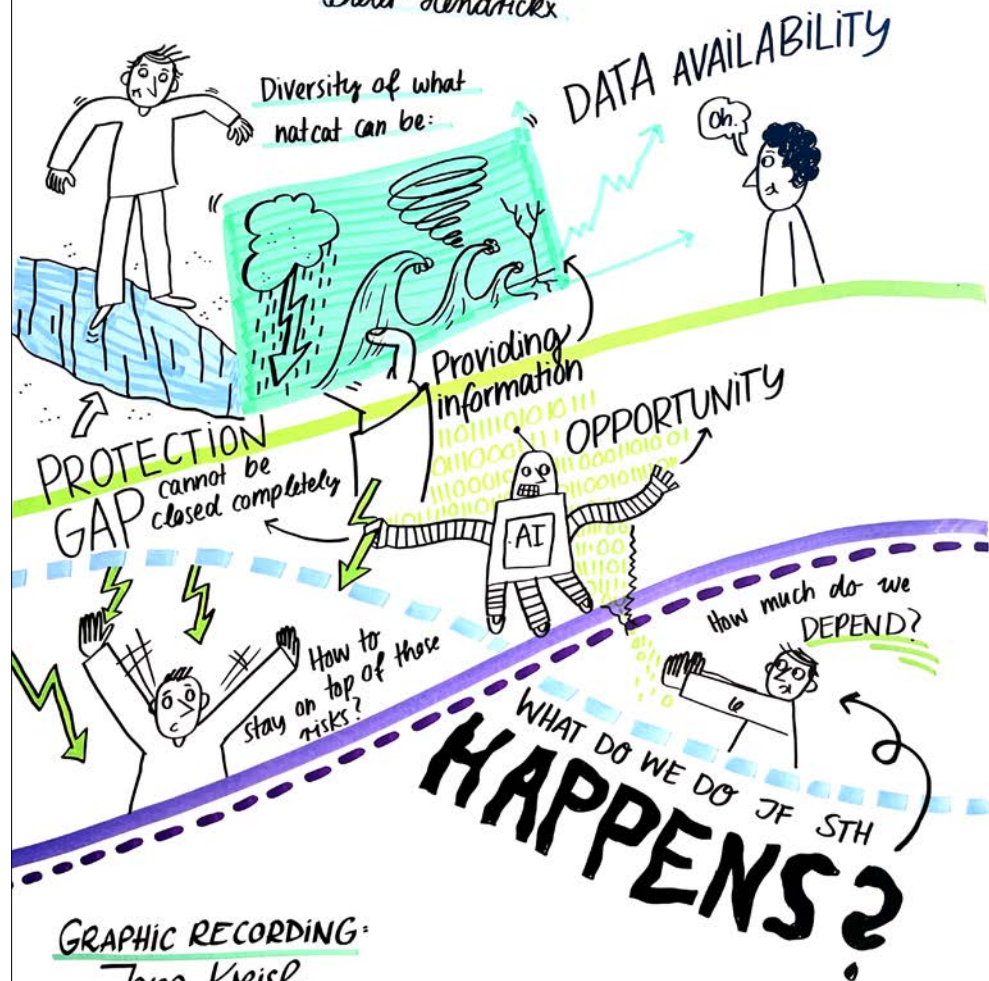 Hendrickx
DATA AVAILABILITY
Diversity of what
natcat can be:
Oh.
Providing
information
OPPORTUNITY
PROTECTION
GAP cannot be
closed completely
AI
How much do we
DEPEND?
How to
stay on top of these
risks?
WHAT DO WE DO IF STH
HAPPENS?
GRAPHIC RECORDING: